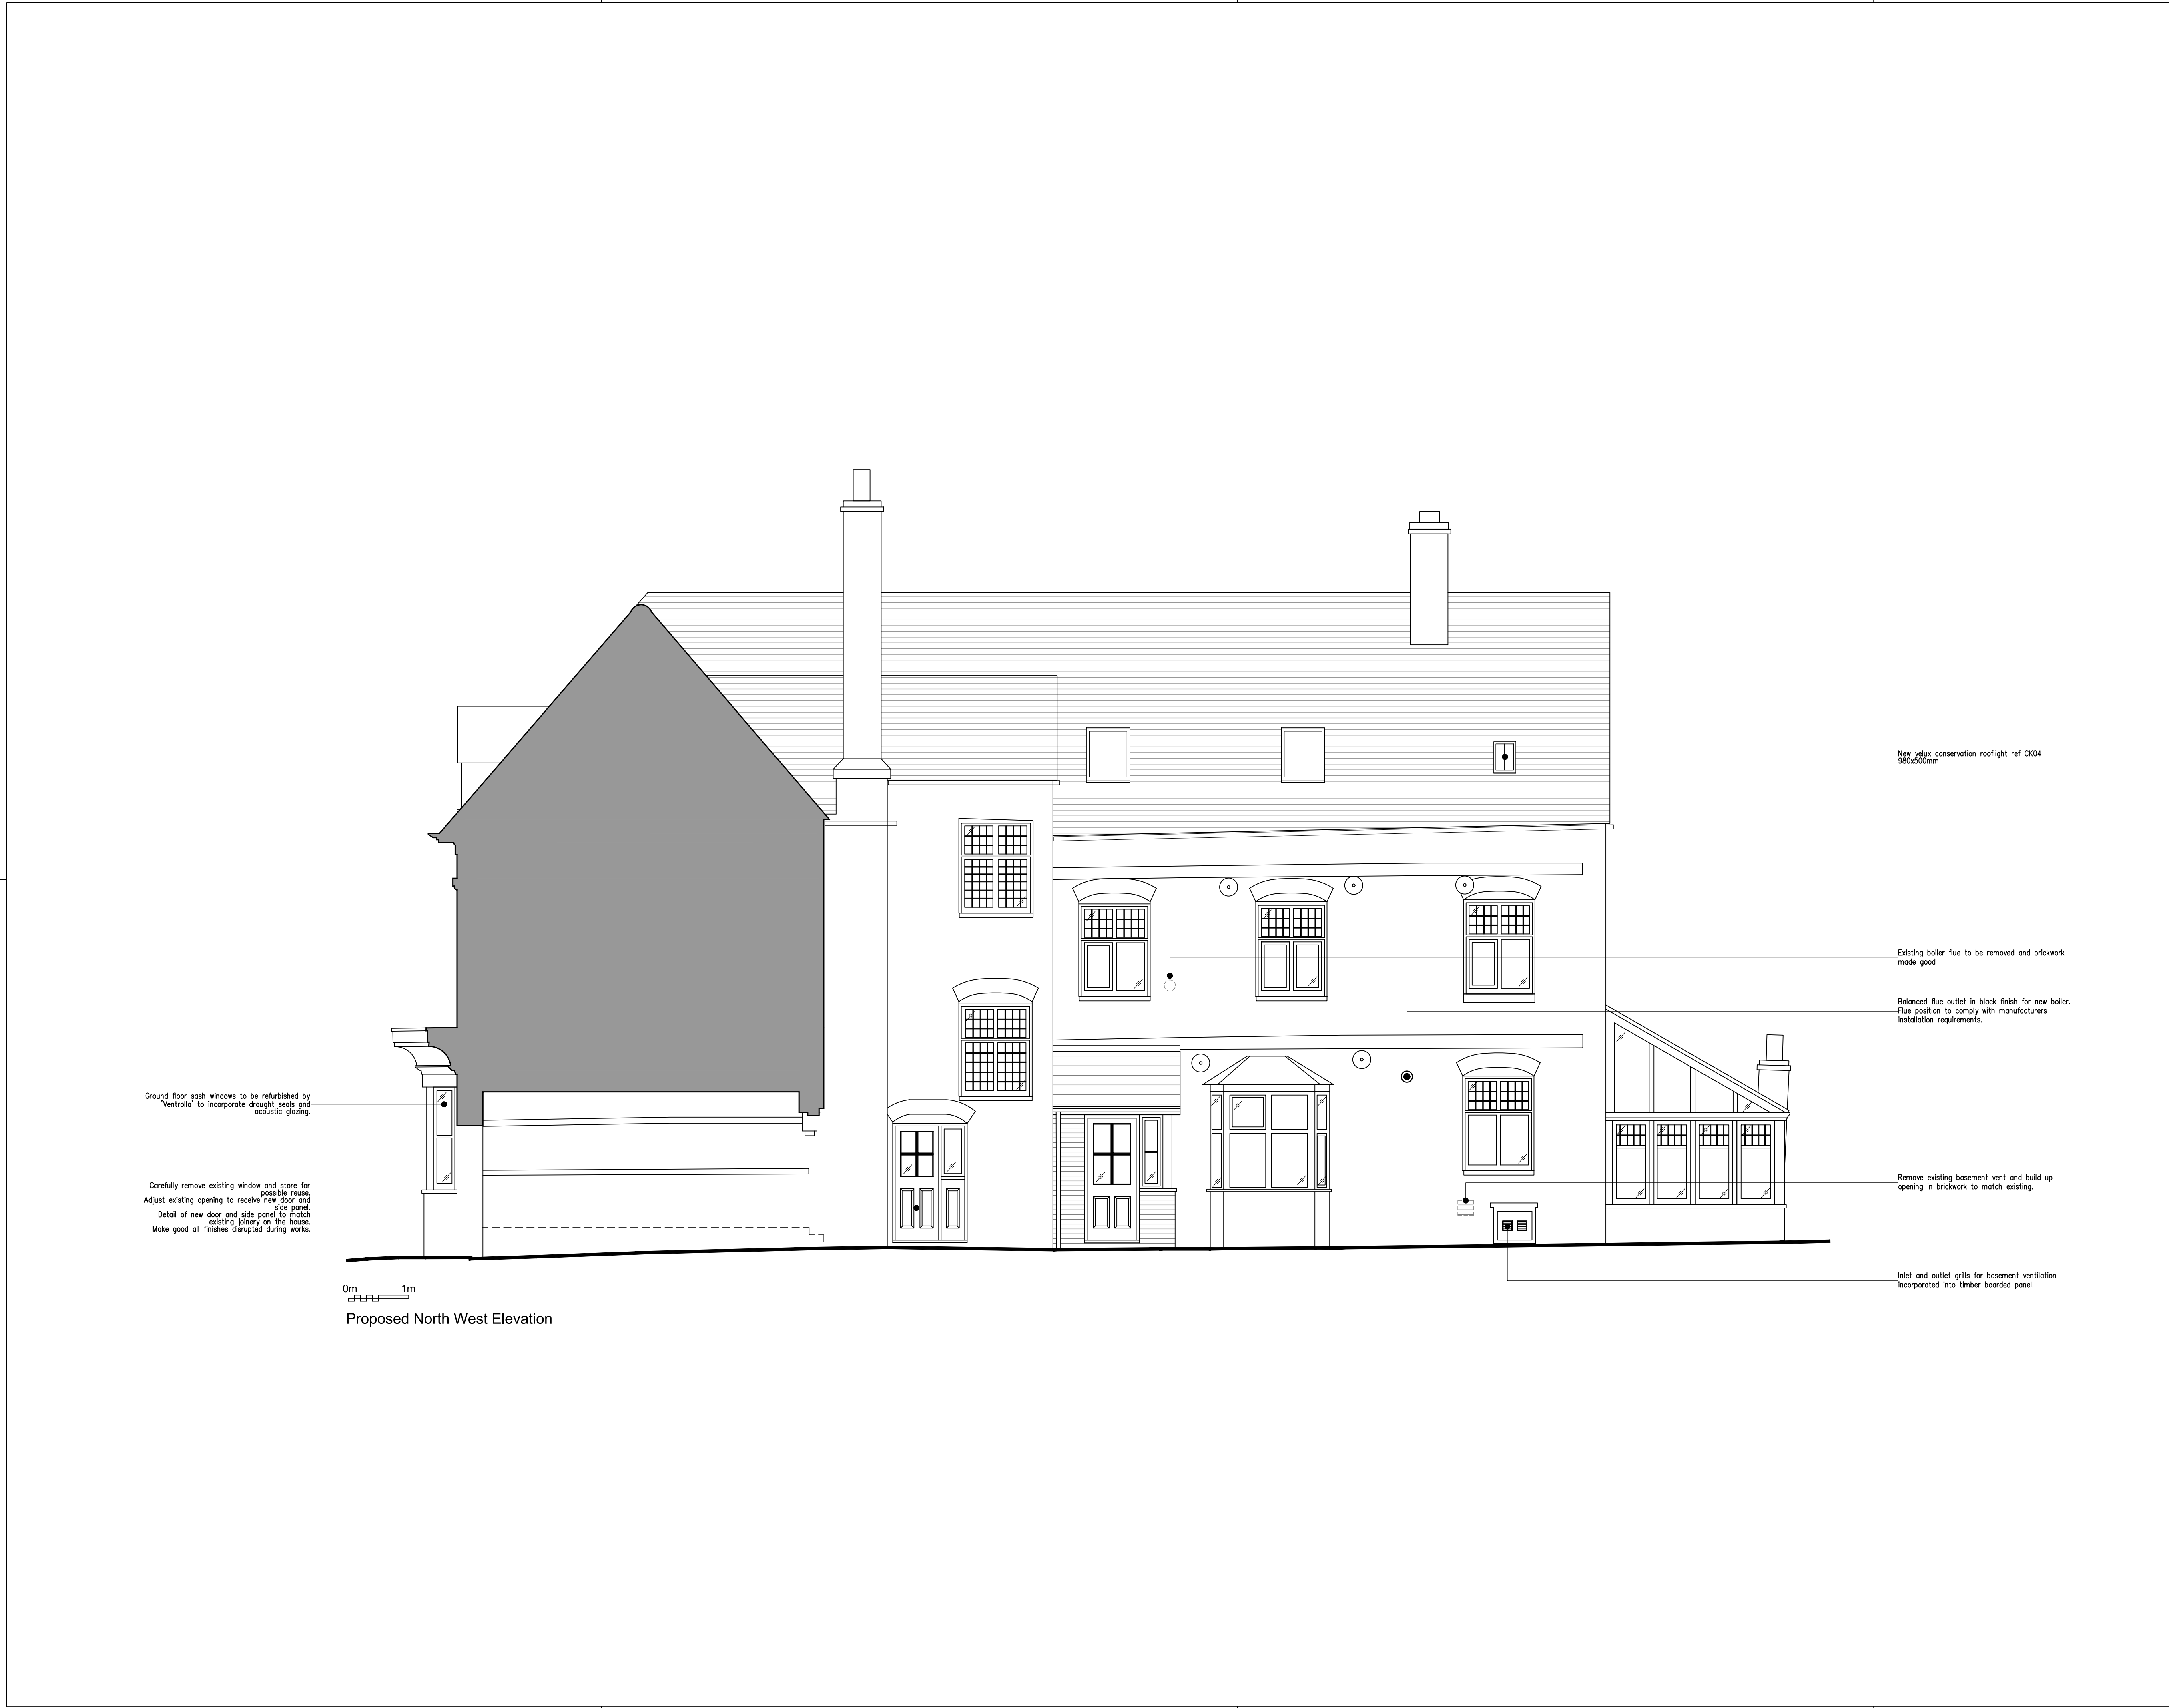 New velux conservation rooflight ref CK04
980x500mm
Existing boiler flue to be removed and brickwork
made good
Balanced flue outlet in black finish for new boiler.
Flue position to comply with manufacturers
installation requirements.
Ground floor sash windows to be refurbished by
'Ventrolla' to incorporate draught seals and
acoustic glazing.
Carefully remove existing window and store for
possible reuse.
Adjust existing opening to receive new door and
side panel.
Detail of new door and side panel to match
existing joinery on the house.
Make good all finishes disrupted during works.
Remove existing basement vent and build up
opening in brickwork to match existing.
Inlet and outlet grills for basement ventilation
incorporated into timber boarded panel.
0m 1m
Proposed North West Elevation